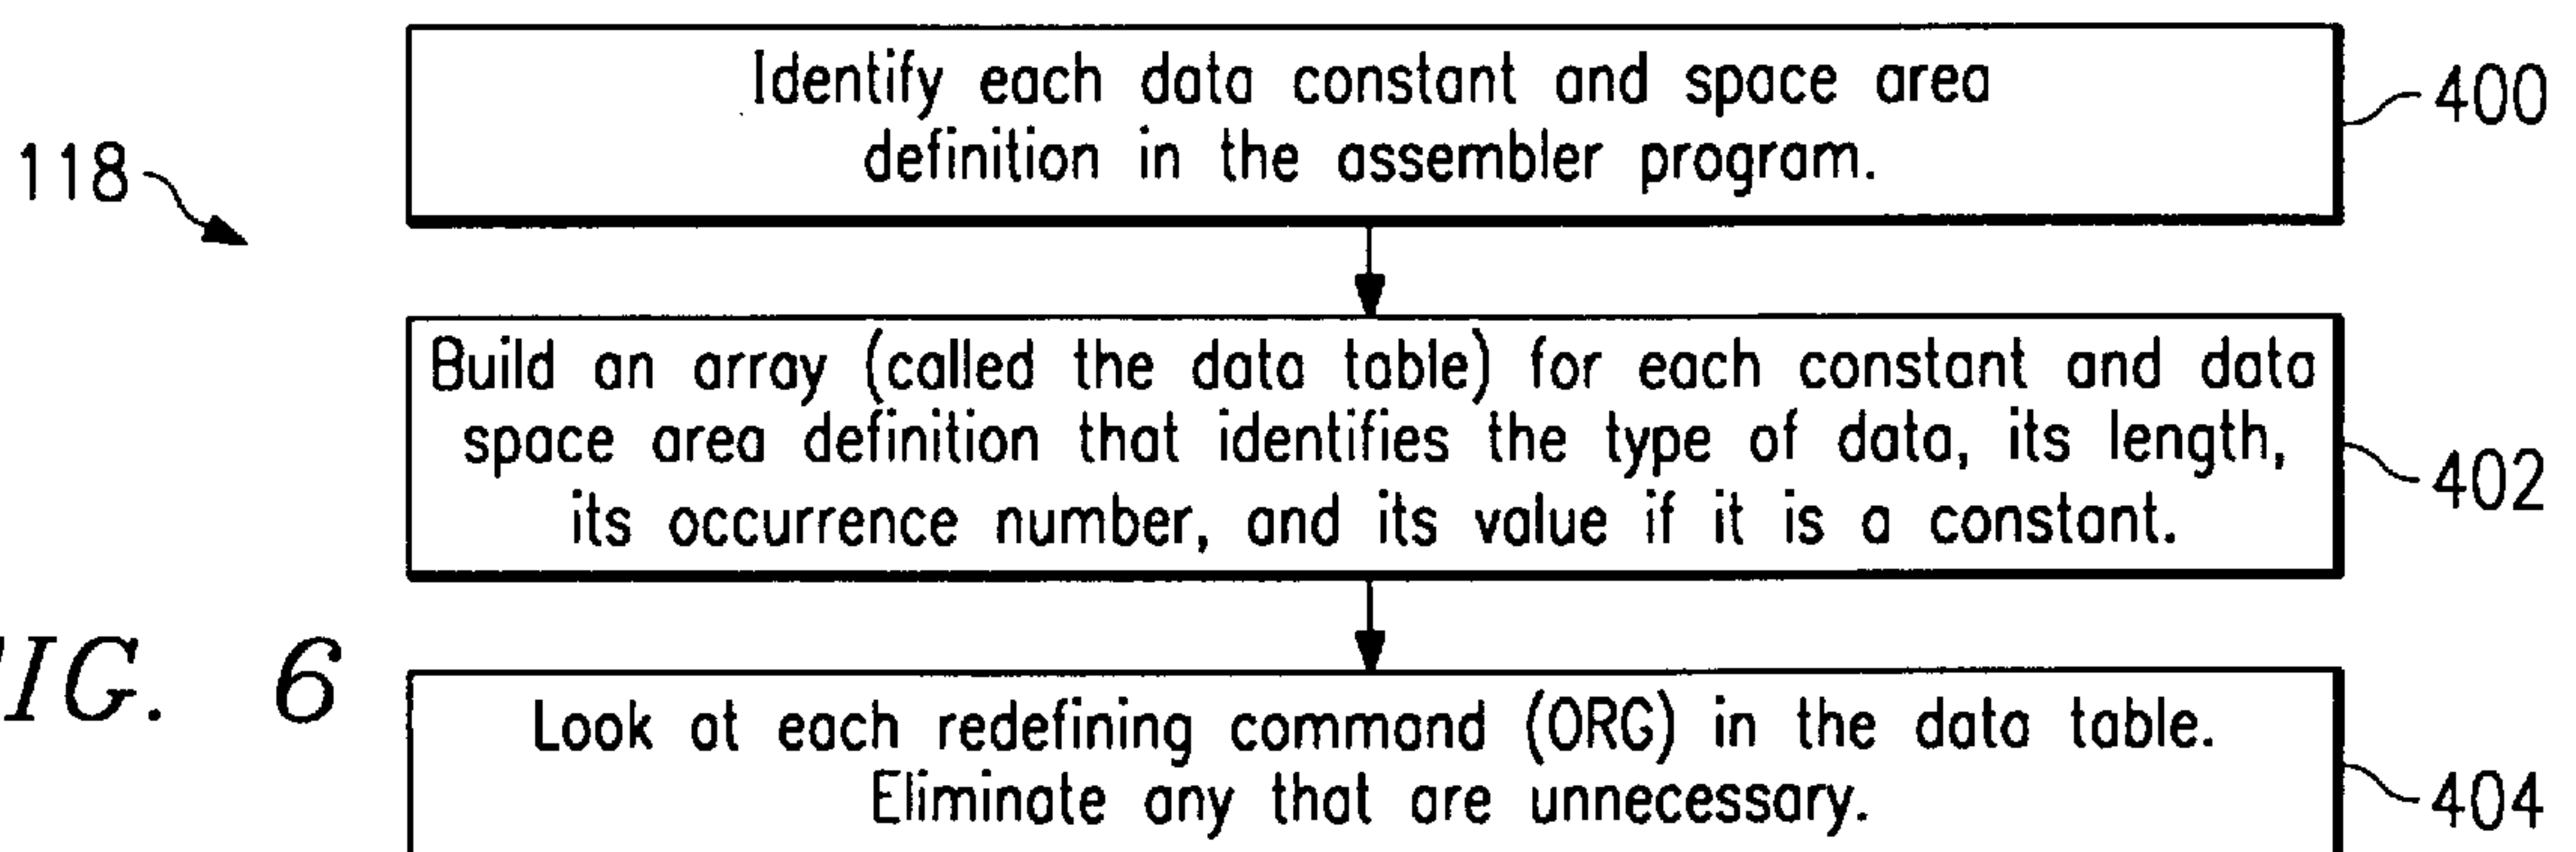 Identify each data constant and space area
definition in the assembler program.
400
118
Build an array (called the data table) for each constant and data
space area definition that identifies the type of data, its length,
its occurrence number, and its value if it is a constant.
402
FIG. 6
Look at each redefining command (ORG) in the data table.
Eliminate any that are unnecessary.
404